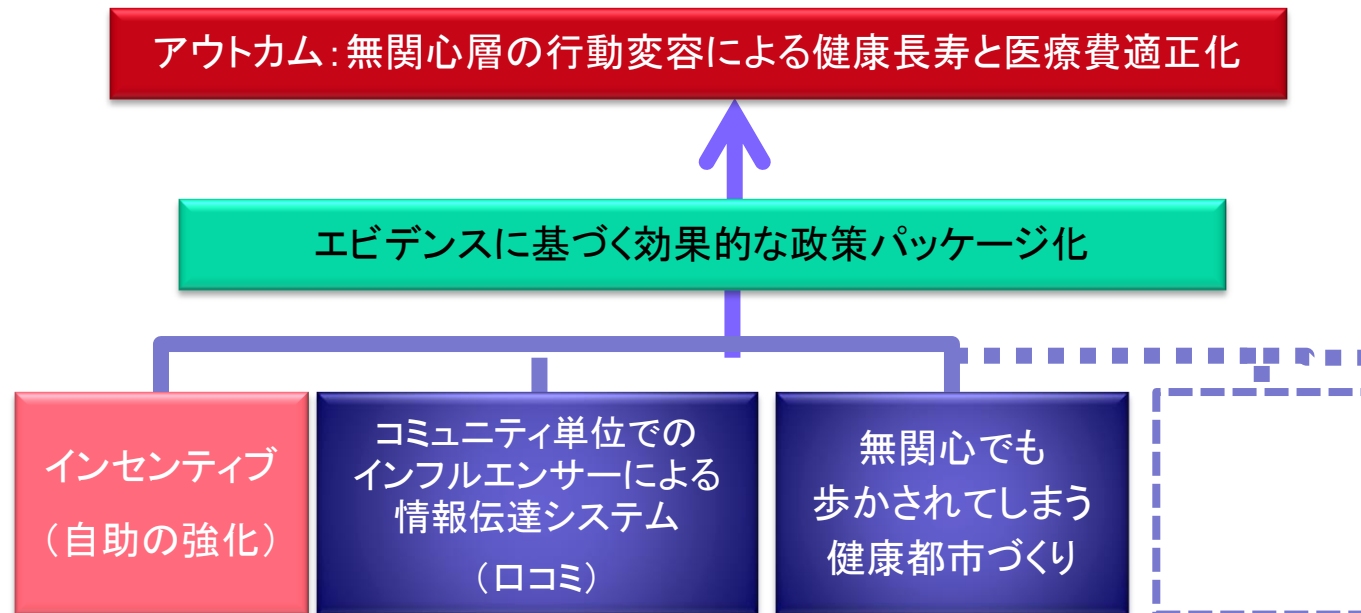 アウトカム：無関心層の行動変容による健康長寿と医療費適正化
エビデンスに基づく効果的な政策パッケージ化
インセンティブ
（自助の強化）
コミュニティ単位での
インフルエンサーによる
情報伝達システム
（口コミ）
無関心でも
歩かされてしまう
健康都市づくり